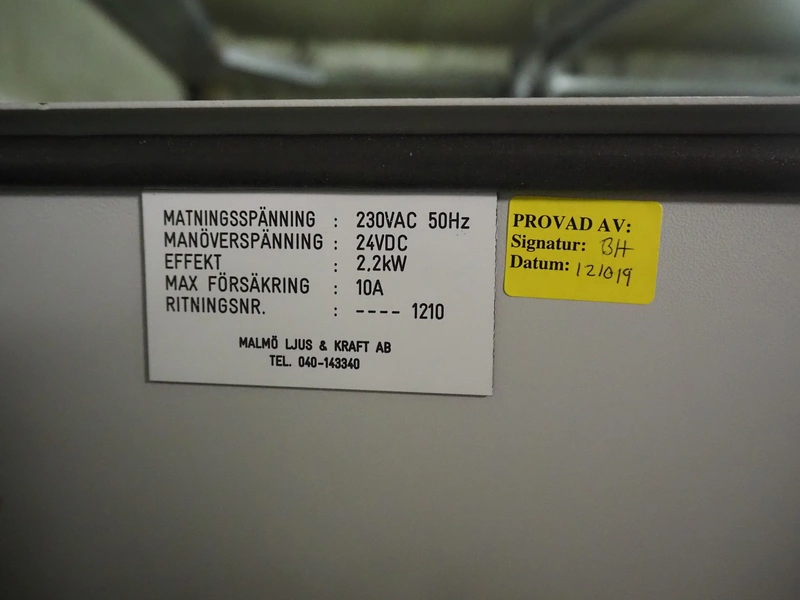 MATNINGSSPÄNNING : 230VAC 50Hz
MANÖVERSPÄNNING : 24VDC
EFFEKT : 2,2kW
MAX FÖRSÄKRING : 10A
RITNINGSNR. : ---- 1210
MALMÖ LJUS & KRAFT AB
TEL. 040-143340
PROVAD AV:
Signatur: BH
Datum: 121019